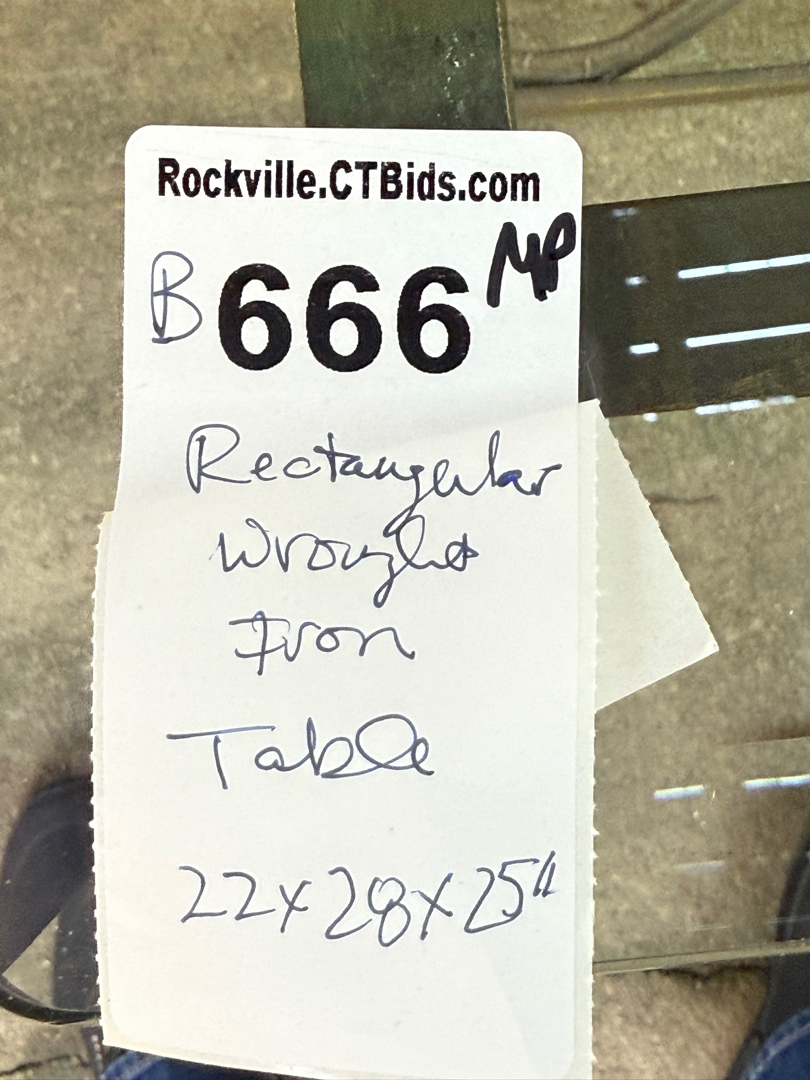 Rockville.CTBids.com
B 666 MP
Rectangular
Wrought
Iron
Table
22x28x25"